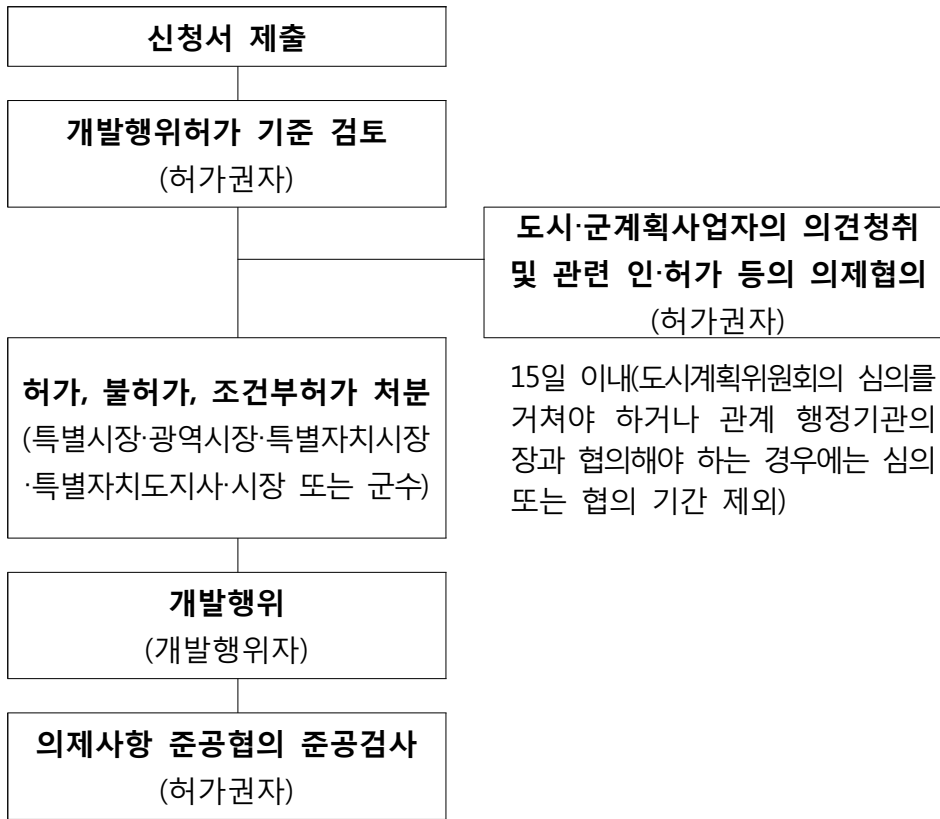 신청서 제출
개발행위허가 기준 검토
(허가권자)
도시·군계획사업자의 의견청취
및 관련 인·허가 등의 의제협의
(허가권자)
허가, 불허가, 조건부허가 처분
(특별시장·광역시장·특별자치시장
·특별자치도지사·시장 또는 군수)
15일 이내(도시계획위원회의 심의를
거쳐야 하거나 관계 행정기관의
장과 협의해야 하는 경우에는 심의
또는 협의 기간 제외)
개발행위
(개발행위자)
의제사항 준공협의 준공검사
(허가권자)